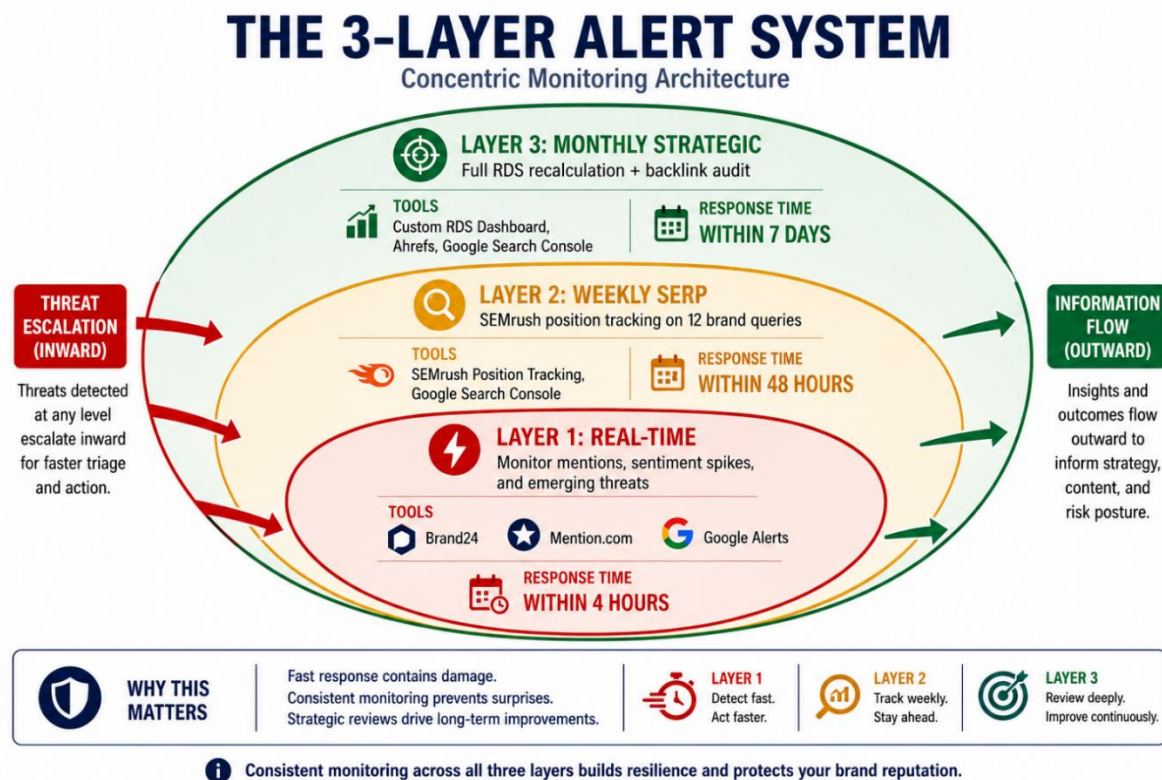 THE 3-LAYER ALERT SYSTEM
Concentric Monitoring Architecture
LAYER 3: MONTHLY STRATEGIC
Full RDS recalculation + backlink audit
TOOLS
Custom RDS Dashboard,
Ahrefs, Google Search Console
RESPONSE TIME
WITHIN 7 DAYS
THREAT
ESCALATION
(INWARD)
Threats detected
at any level
escalate inward
for faster triage
and action.
LAYER 2: WEEKLY SERP
SEMrush position tracking on 12 brand queries
TOOLS
SEMrush Position Tracking,
Google Search Console
RESPONSE TIME
WITHIN 48 HOURS
INFORMATION
FLOW
(OUTWARD)
Insights and
outcomes flow
outward to
inform strategy,
content, and
risk posture.
LAYER 1: REAL-TIME
Monitor mentions, sentiment spikes,
and emerging threats
TOOLS
Brand24
Mention.com
Google Alerts
RESPONSE TIME
WITHIN 4 HOURS
WHY THIS
MATTERS
Fast response contains damage.
Consistent monitoring prevents surprises.
Strategic reviews drive long-term improvements.
LAYER 1
Detect fast.
Act faster.
LAYER 2
Track weekly.
Stay ahead.
LAYER 3
Review deeply.
Improve continuously.
Consistent monitoring across all three layers builds resilience and protects your brand reputation.